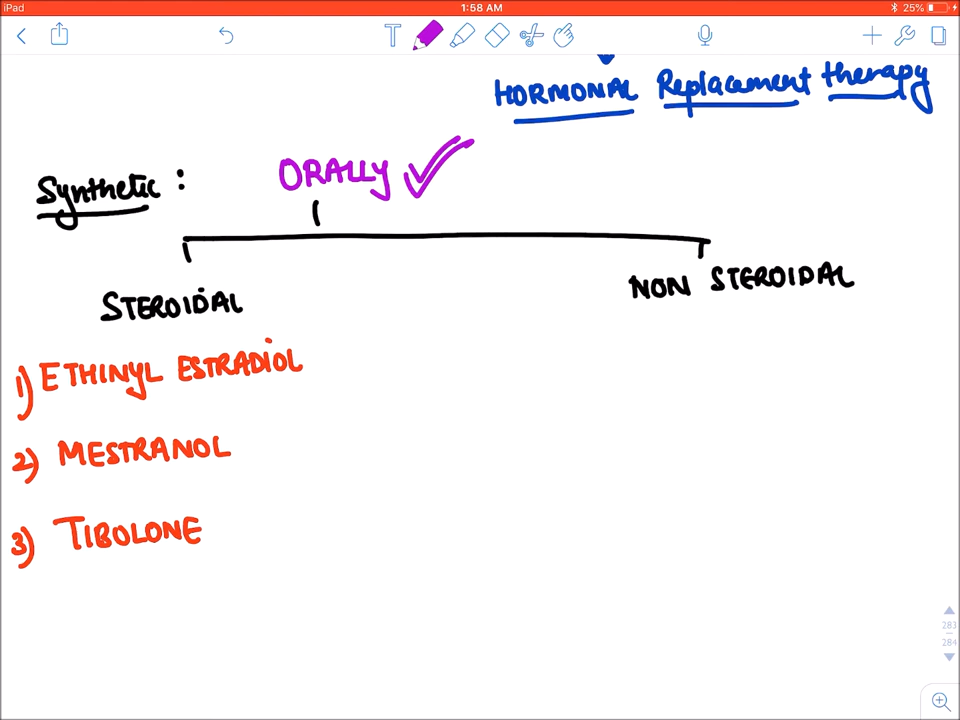 iPad 1:58 AM 25%
T
HORMONAL Replacement therapy
Synthetic : ORALLY
STEROIDAL NON STEROIDAL
1) ETHINYL ESTRADIOL
2) MESTRANOL
3) TIBOLONE
283
284